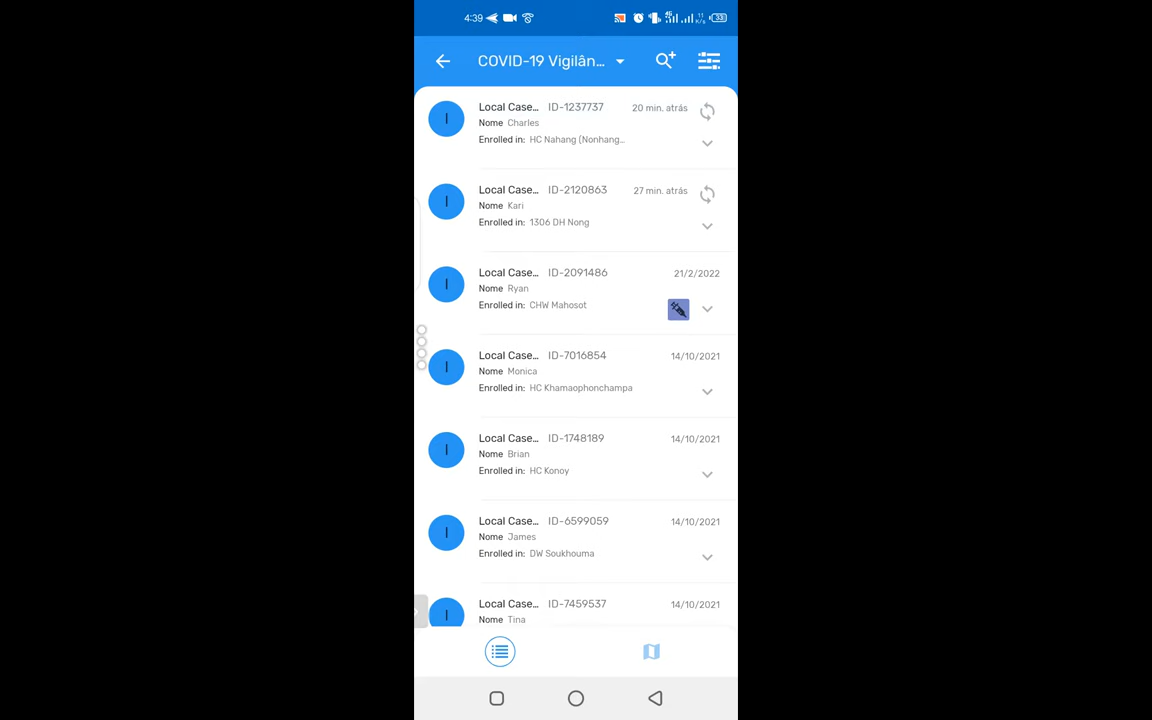 4:39 4G 11 K/s 33
COVID-19 Vigilân...
Local Case... ID-1237737 20 min. atrás
Nome Charles
Enrolled in: HC Nahang (Nonhang...
Local Case... ID-2120863 27 min. atrás
Nome Kari
Enrolled in: 1306 DH Nong
Local Case... ID-2091486 21/2/2022
Nome Ryan
Enrolled in: CHW Mahosot
Local Case... ID-7016854 14/10/2021
Nome Monica
Enrolled in: HC Khamaophonchampa
Local Case... ID-1748189 14/10/2021
Nome Brian
Enrolled in: HC Konoy
Local Case... ID-6599059 14/10/2021
Nome James
Enrolled in: DW Soukhouma
Local Case... ID-7459537 14/10/2021
Nome Tina